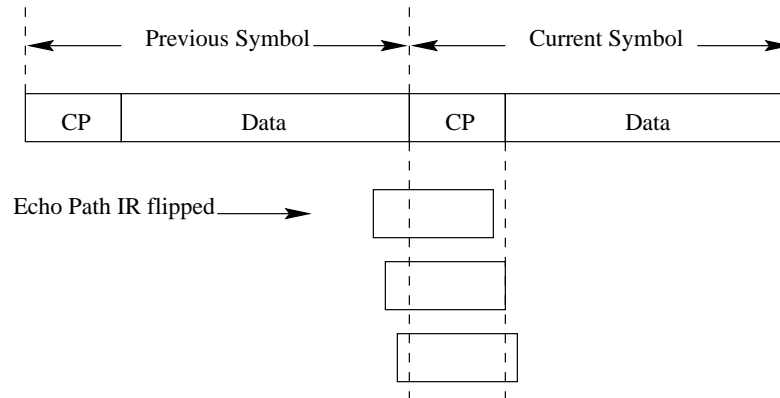 Previous Symbol
Current Symbol
CP
Data
CP
Data
Echo Path IR flipped